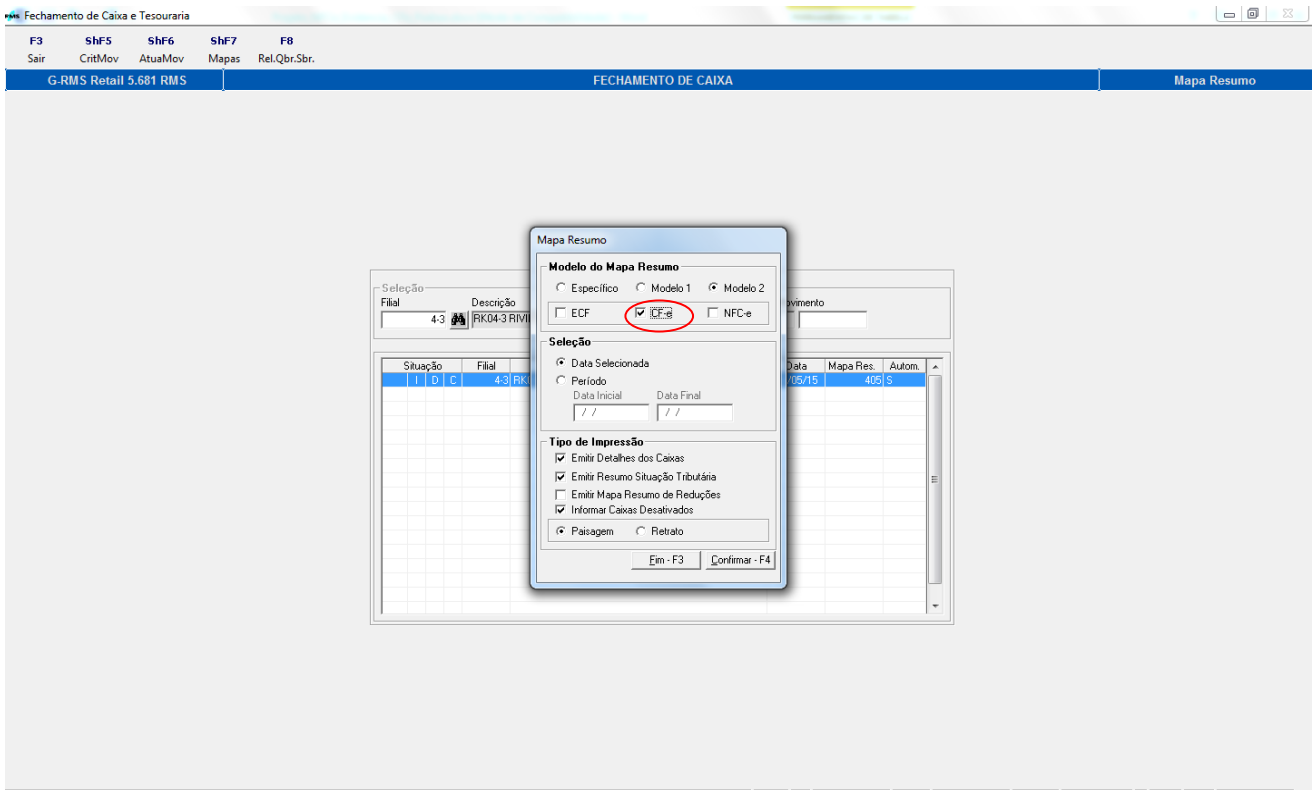 RMS Fechamento de Caixa e Tesouraria
F3 ShF5 ShF6 ShF7 F8
Sair CritMov AtuaMov Mapas Rel.Qbr.Sbr.
G-RMS Retail 5.681 RMS FECHAMENTO DE CAIXA Mapa Resumo
Mapa Resumo
Modelo do Mapa Resumo
Específico Modelo 1 Modelo 2
ECF CF-e NFC-e
Seleção
Data Selecionada
Período
Data Inicial Data Final
/ / / /
Tipo de Impressão
Emitir Detalhes dos Caixas
Emitir Resumo Situação Tributária
Emitir Mapa Resumo de Reduções
Informar Caixas Desativados
Paisagem Retrato
Fim - F3 Confirmar - F4
Seleção
Filial Descrição ovimento
4-3 RK04-3 RIVI
Situação Filial Data Mapa Res. Autom.
I D C 4-3 RK /05/15 405 S